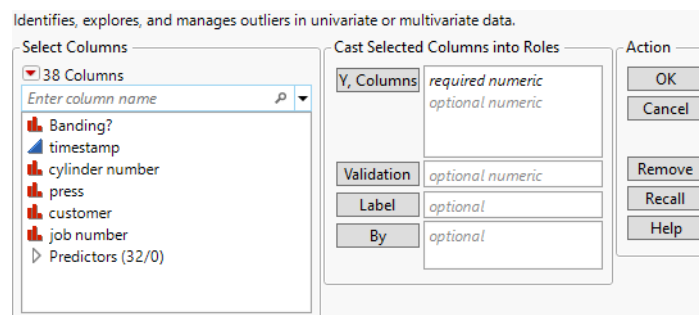 Identifies, explores, and manages outliers in univariate or multivariate data.
Select Columns
38 Columns
Enter column name
Banding?
timestamp
cylinder number
press
customer
job number
Predictors (32/0)
Cast Selected Columns into Roles
Y, Columns required numeric
optional numeric
Validation optional numeric
Label optional
By optional
Action
OK
Cancel
Remove
Recall
Help